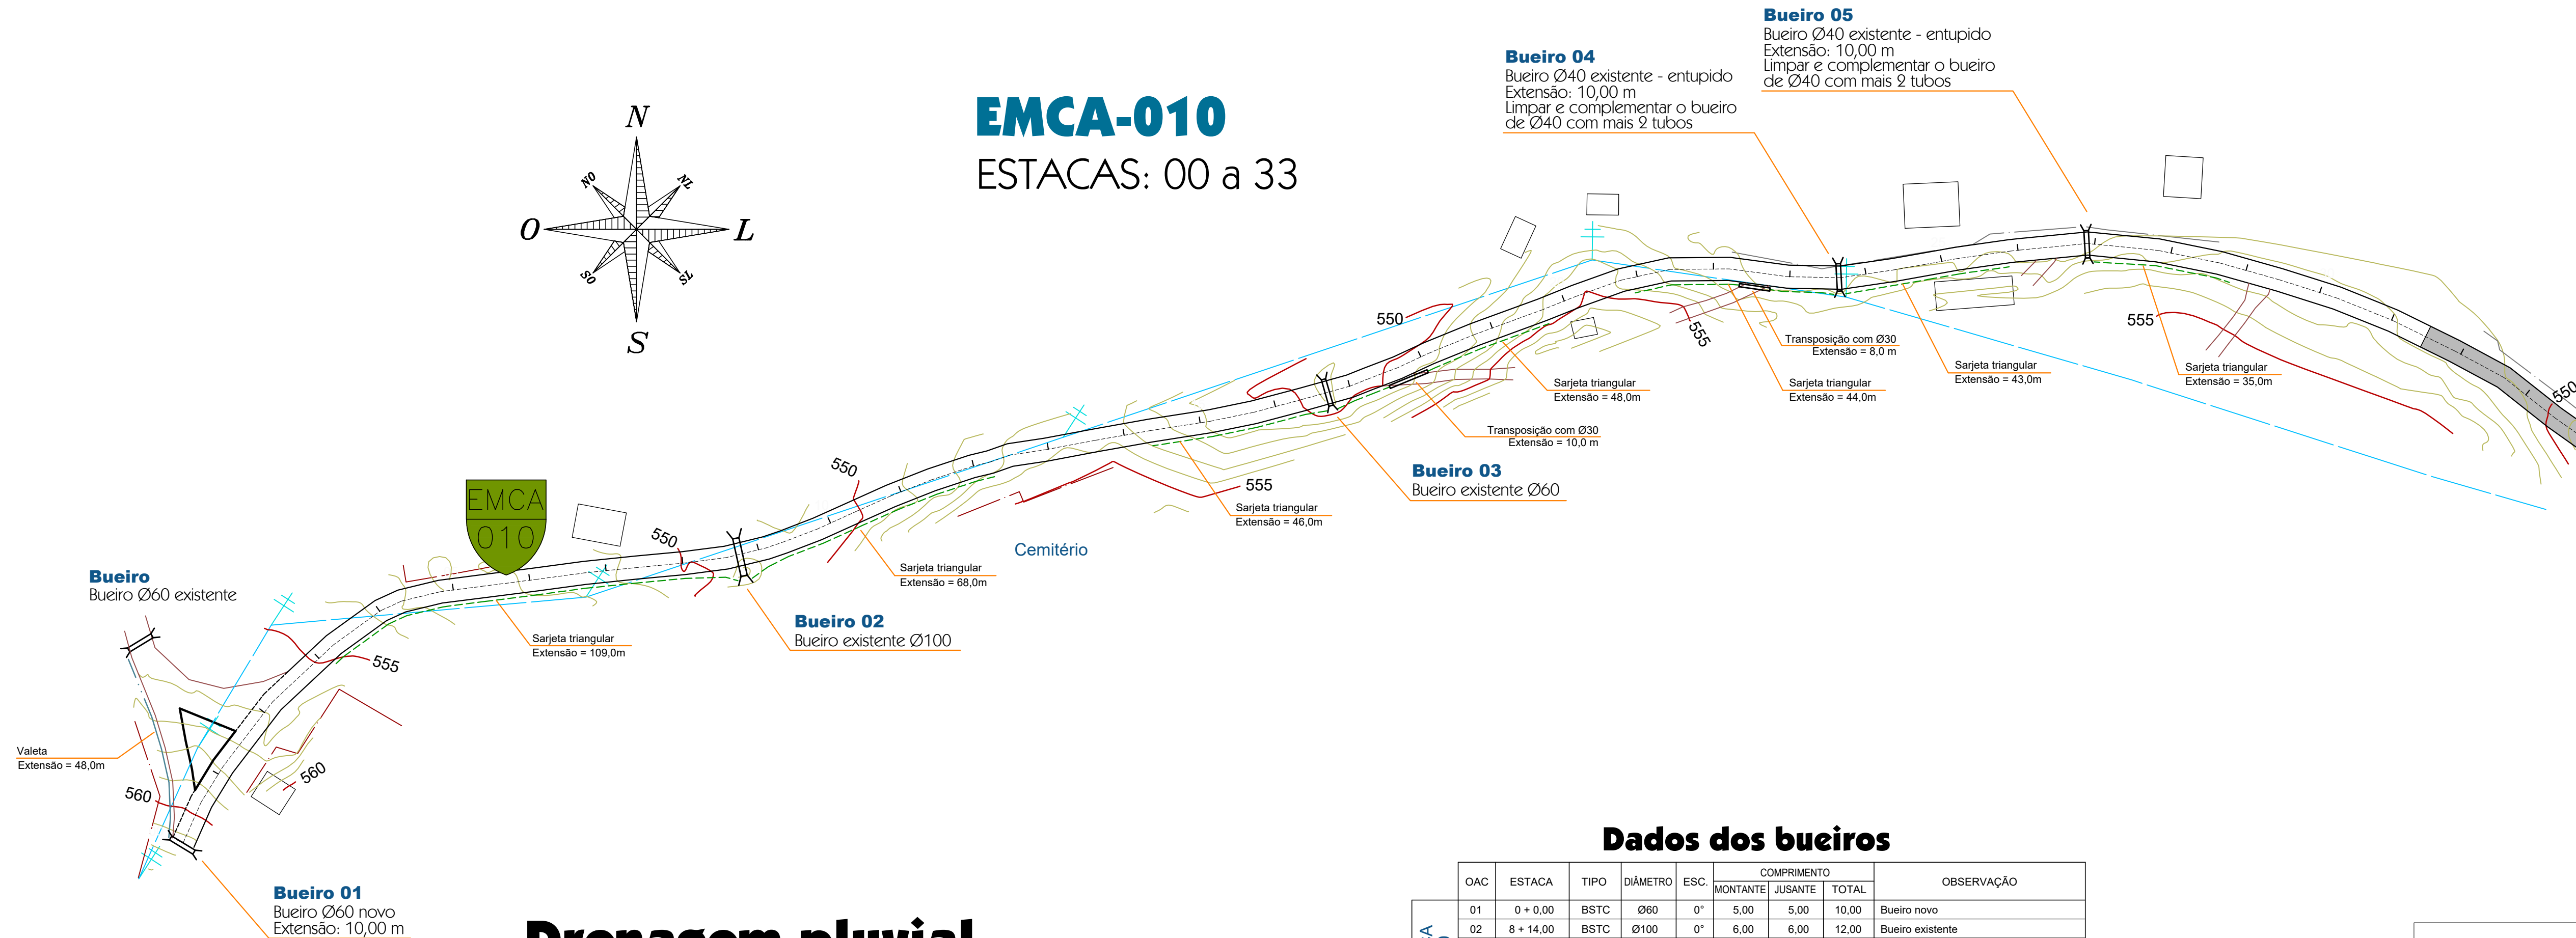 Bueiro 05
Bueiro Ø40 existente - entupido
Extensão: 10,00 m
Limpar e complementar o bueiro
de Ø40 com mais 2 tubos
Bueiro 04
Bueiro Ø40 existente - entupido
Extensão: 10,00 m
Limpar e complementar o bueiro
de Ø40 com mais 2 tubos
EMCA-010
ESTACAS: 00 a 33
N
NO
NL
O
L
SO
SL
S
550
555
Transposição com Ø30
Extensão = 8,0 m
555
Sarjeta triangular
Extensão = 43,0m
Sarjeta triangular
Extensão = 35,0m
550
Sarjeta triangular
Extensão = 48,0m
Sarjeta triangular
Extensão = 44,0m
Transposição com Ø30
Extensão = 10,0 m
Bueiro 03
Bueiro existente Ø60
550
555
EMCA
010
Sarjeta triangular
Extensão = 46,0m
550
Cemitério
Sarjeta triangular
Extensão = 68,0m
Bueiro
Bueiro Ø60 existente
Bueiro 02
Bueiro existente Ø100
Sarjeta triangular
Extensão = 109,0m
555
Valeta
Extensão = 48,0m
560
560
Bueiro 01
Bueiro Ø60 novo
Extensão: 10,00 m
Dados dos bueiros
OAC ESTACA TIPO DIÂMETRO ESC. COMPRIMENTO OBSERVAÇÃO
MONTANTE JUSANTE TOTAL
01 0 + 0,00 BSTC Ø60 0° 5,00 5,00 10,00 Bueiro novo
02 8 + 14,00 BSTC Ø100 0° 6,00 6,00 12,00 Bueiro existente
Drenagem pluvial